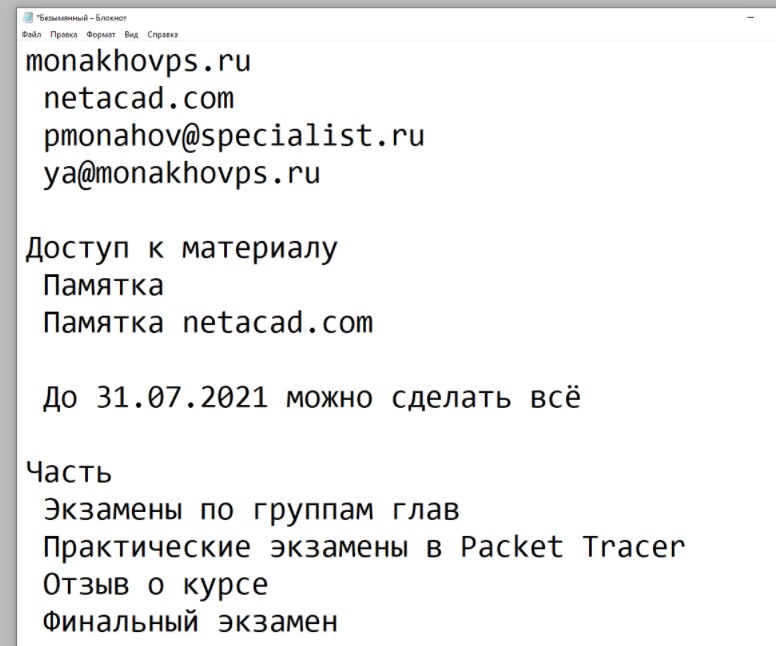 *Безымянный – Блокнот
Файл Правка Формат Вид Справка
monakhovps.ru
netacad.com
pmonahov@specialist.ru
ya@monakhovps.ru
Доступ к материалу
Памятка
Памятка netacad.com
До 31.07.2021 можно сделать всё
Часть
Экзамены по группам глав
Практические экзамены в Packet Tracer
Отзыв о курсе
Финальный экзамен